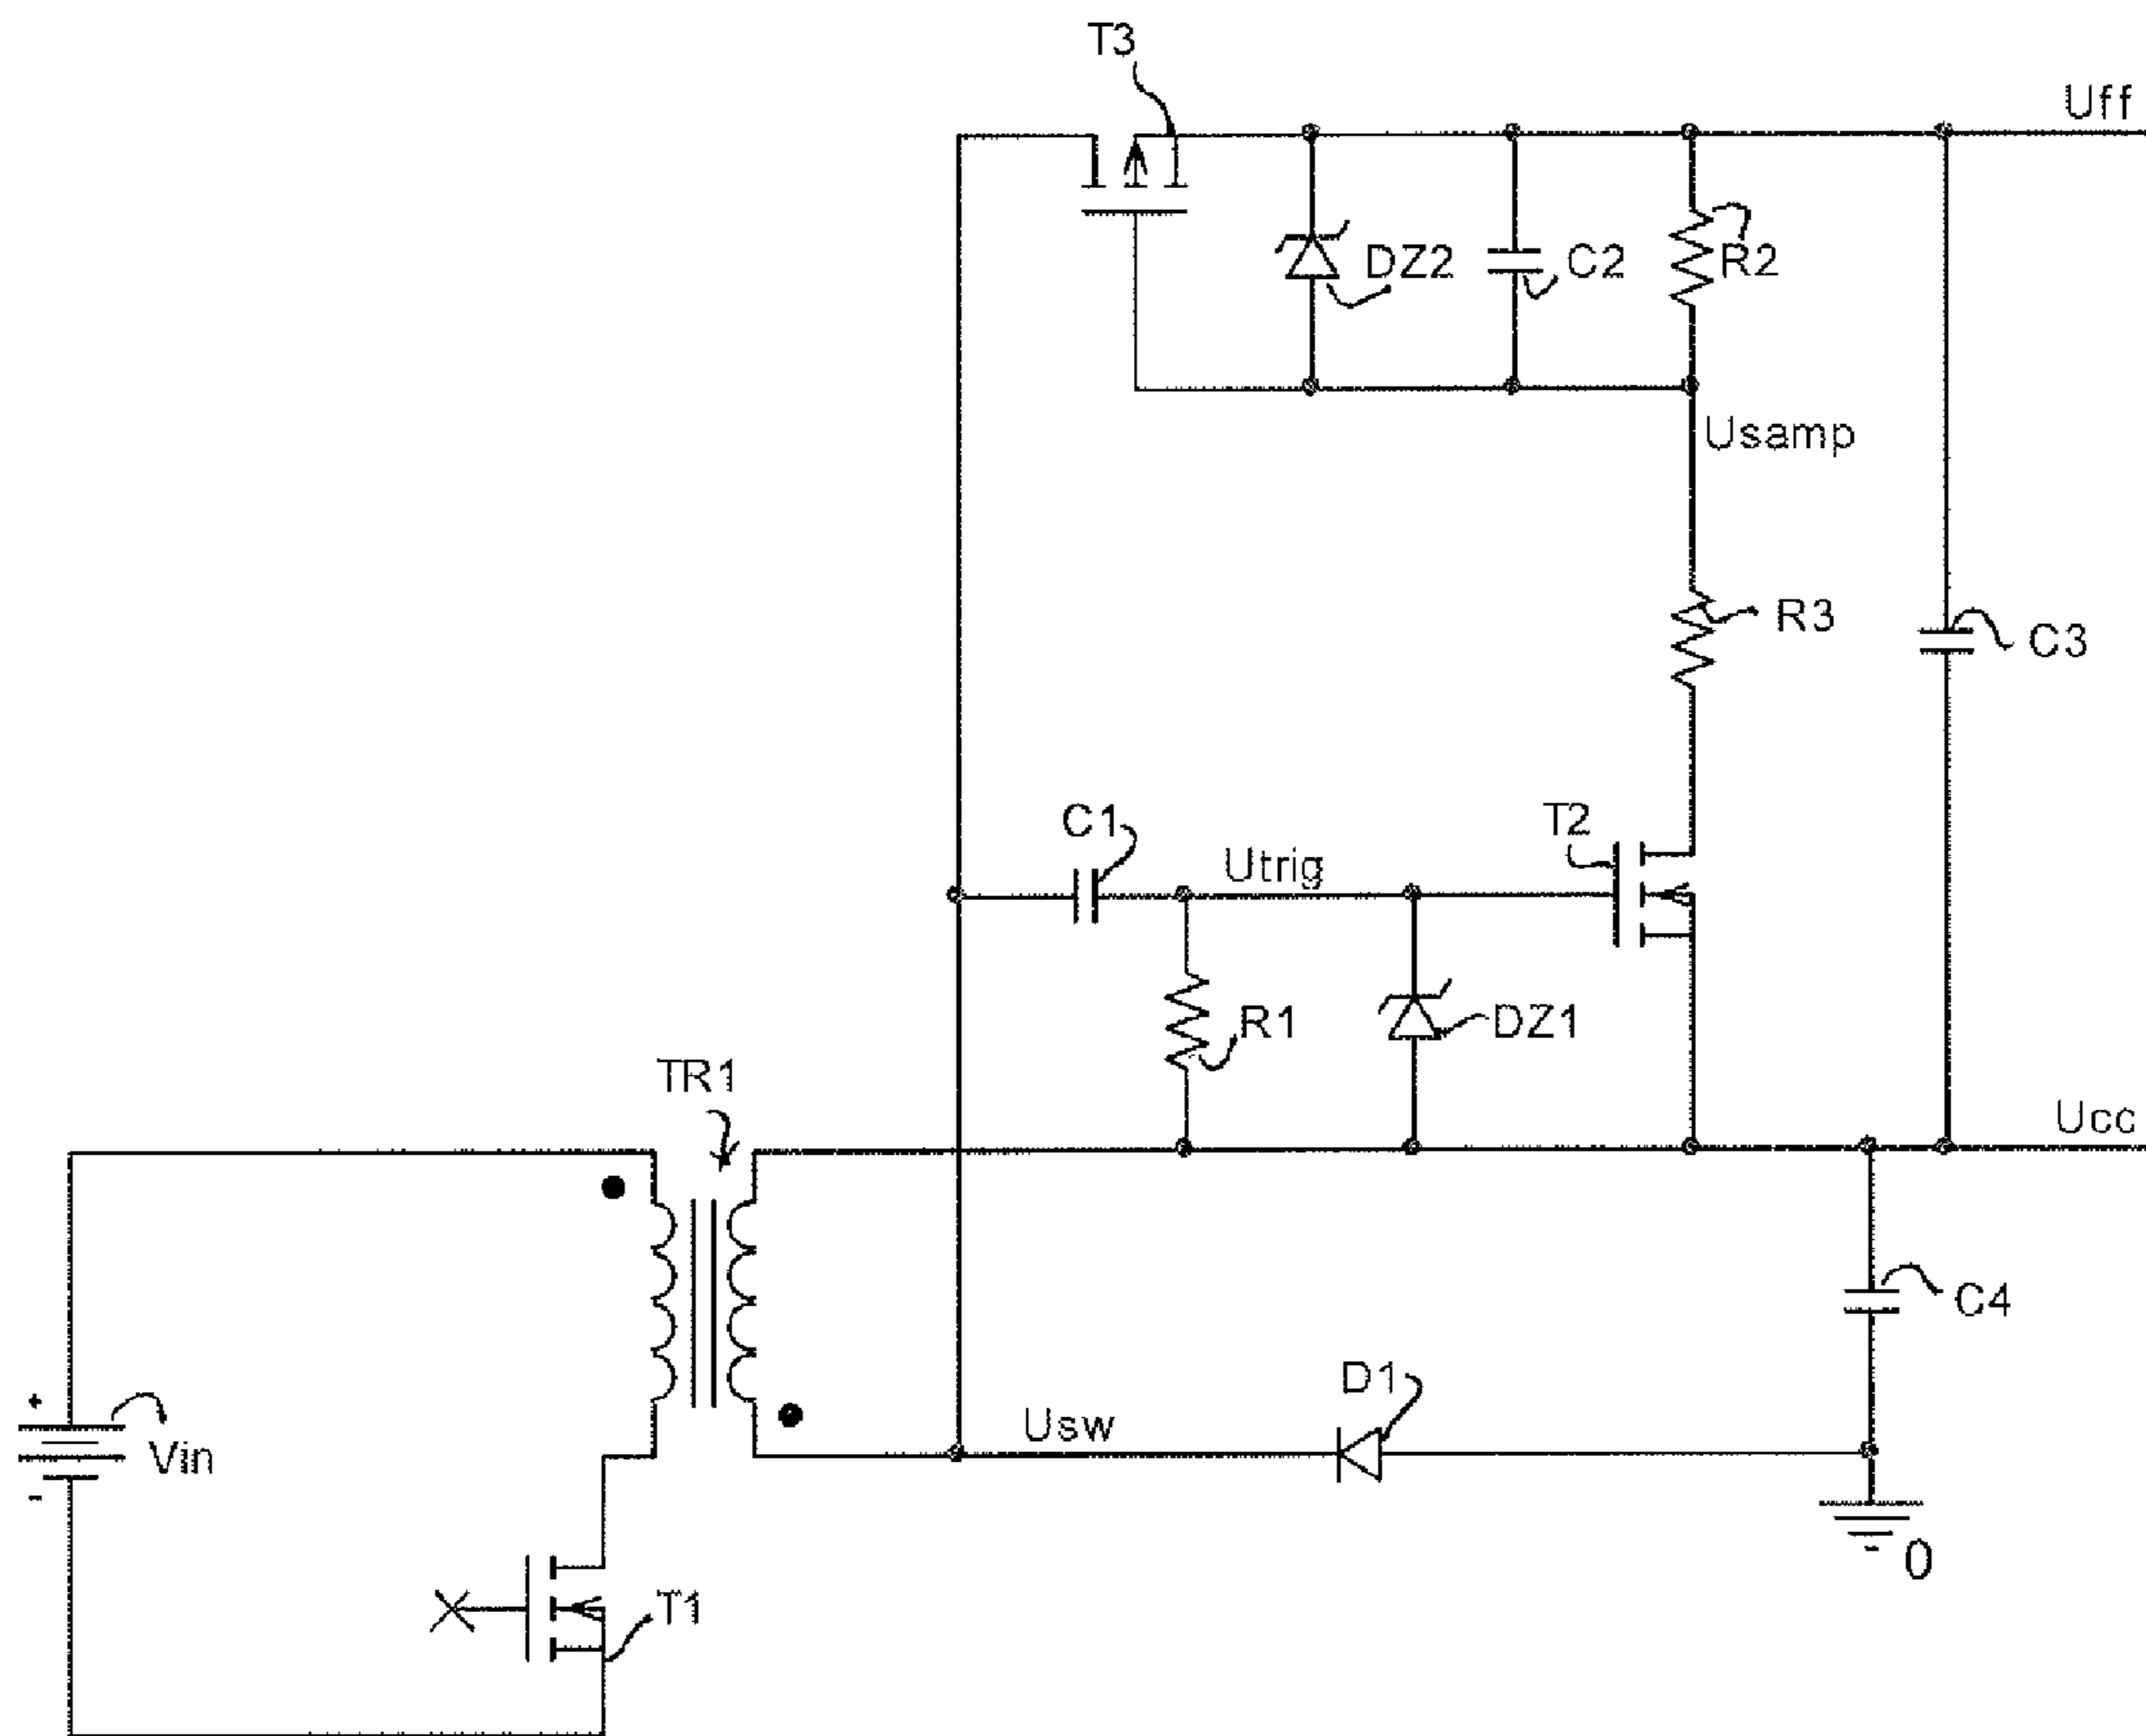 T3
Uff
DZ2
C2
R2
Usamp
R3
C3
C1
Utrig
T2
R1
DZ1
TR1
Ucc
C4
D1
Usw
+
Vin
-
0
T1